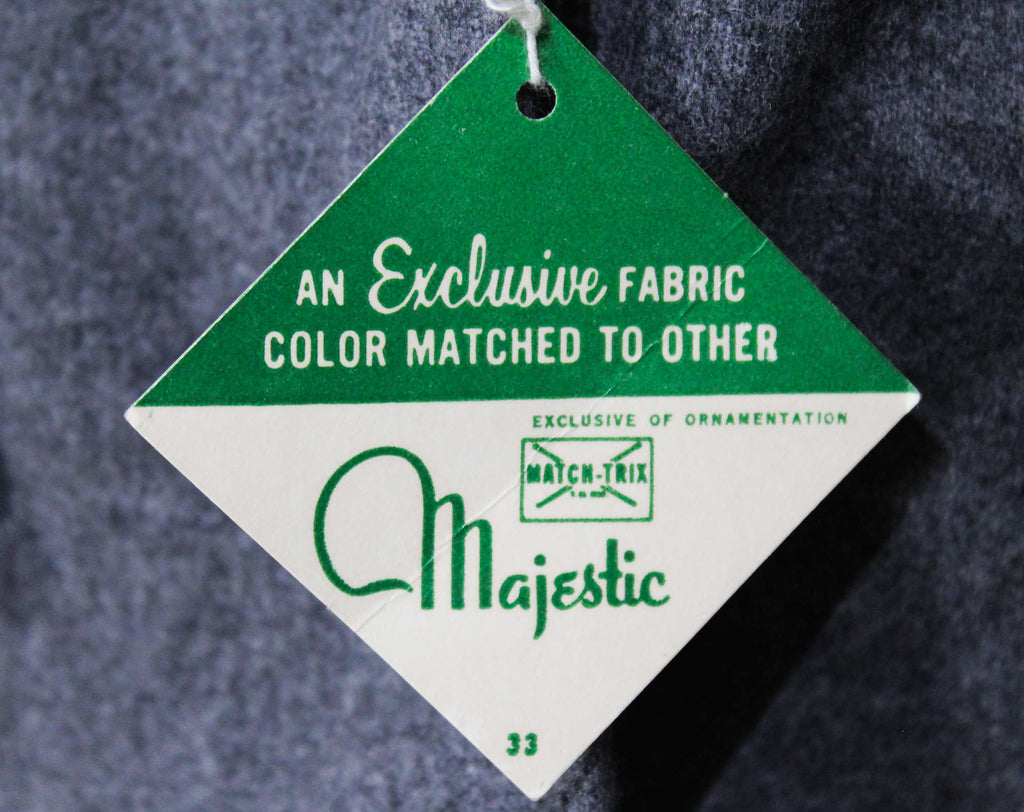 AN Exclusive FABRIC
COLOR MATCHED TO OTHER
EXCLUSIVE OF ORNAMENTATION
MATCH-TRIX
Majestic
33